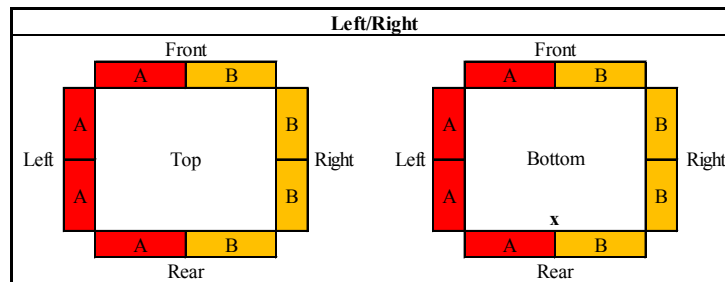 Left/Right
Front Front
A B A B
A B A B
Left Top Right Left Bottom Right
A B A B
x
A B A B
Rear Rear